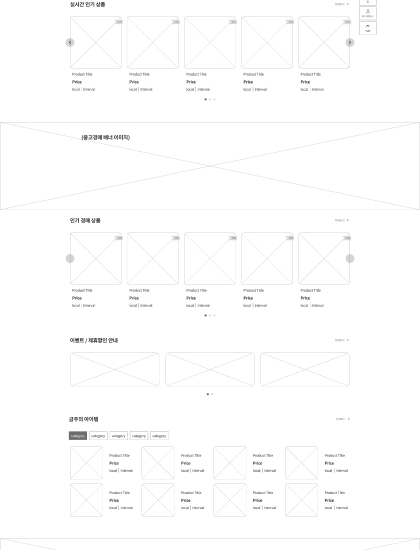 실시간 인기 상품
Product Title Product Title Product Title Product Title Product Title
Price Price Price Price Price
local | interval local | interval local | interval local | interval local | interval
TOP
(중고경매 배너 이미지)
인기 경매 상품
Product Title Product Title Product Title Product Title Product Title
Price Price Price Price Price
local | interval local | interval local | interval local | interval local | interval
이벤트 / 제휴할인 안내
금주의 아이템
category category category category category
Product Title Product Title Product Title Product Title
Price Price Price Price
local | interval local | interval local | interval local | interval
Product Title Product Title Product Title Product Title
Price Price Price Price
local | interval local | interval local | interval local | interval